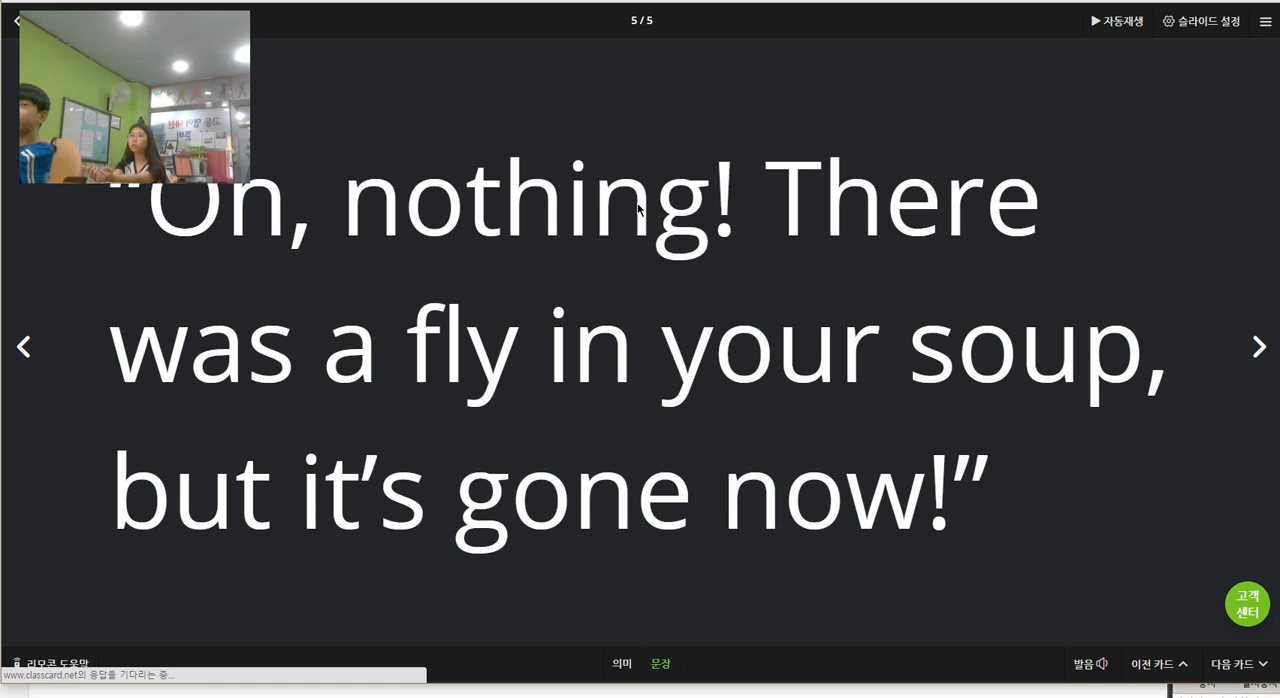 5 / 5
▶ 자동재생
슬라이드 설정
“Oh, nothing! There
was a fly in your soup,
but it’s gone now!”
고객
센터
리모콘 도움말
의미
문장
발음
이전 카드
다음 카드
www.classcard.net의 응답을 기다리는 중...